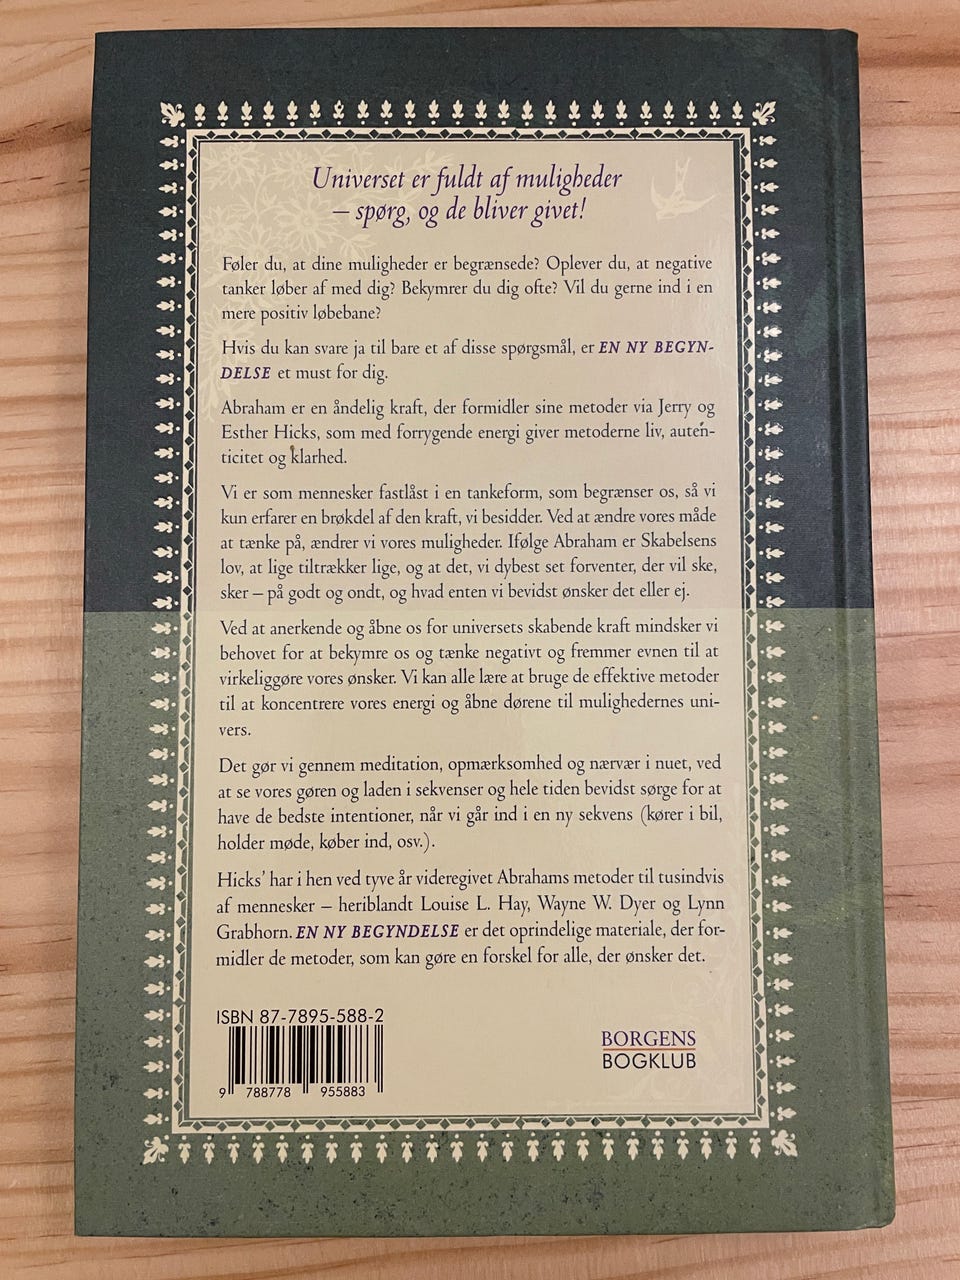 Universet er fuldt af muligheder
– spørg, og de bliver givet!
Føler du, at dine muligheder er begrænsede? Oplever du, at negative
tanker løber af med dig? Bekymrer du dig ofte? Vil du gerne ind i en
mere positiv løbebane?
Hvis du kan svare ja til bare et af disse spørgsmål, er EN NY BEGYN-
DELSE et must for dig.
Abraham er en åndelig kraft, der formidler sine metoder via Jerry og
Esther Hicks, som med forrygende energi giver metoderne liv, auten-
ticitet og klarhed.
Vi er som mennesker fastlåst i en tankeform, som begrænser os, så vi
kun erfarer en brøkdel af den kraft, vi besidder. Ved at ændre vores måde
at tænke på, ændrer vi vores muligheder. Ifølge Abraham er Skabelsens
lov, at lige tiltrækker lige, og at det, vi dybest set forventer, der vil ske,
sker – på godt og ondt, og hvad enten vi bevidst ønsker det eller ej.
Ved at anerkende og åbne os for universets skabende kraft mindsker vi
behovet for at bekymre os og tænke negativt og fremmer evnen til at
virkeliggøre vores ønsker. Vi kan alle lære at bruge de effektive metoder
til at koncentrere vores energi og åbne dørene til mulighedernes uni-
vers.
Det gør vi gennem meditation, opmærksomhed og nærvær i nuet, ved
at se vores gøren og laden i sekvenser og hele tiden bevidst sørge for at
have de bedste intentioner, når vi går ind i en ny sekvens (kører i bil,
holder møde, køber ind, osv.).
Hicks' har i hen ved tyve år videregivet Abrahams metoder til tusindvis
af mennesker – heriblandt Louise L. Hay, Wayne W. Dyer og Lynn
Grabhorn. EN NY BEGYNDELSE er det oprindelige materiale, der for-
midler de metoder, som kan gøre en forskel for alle, der ønsker det.
ISBN 87-7895-588-2
9 788778 955883
BORGENS
BOGKLUB